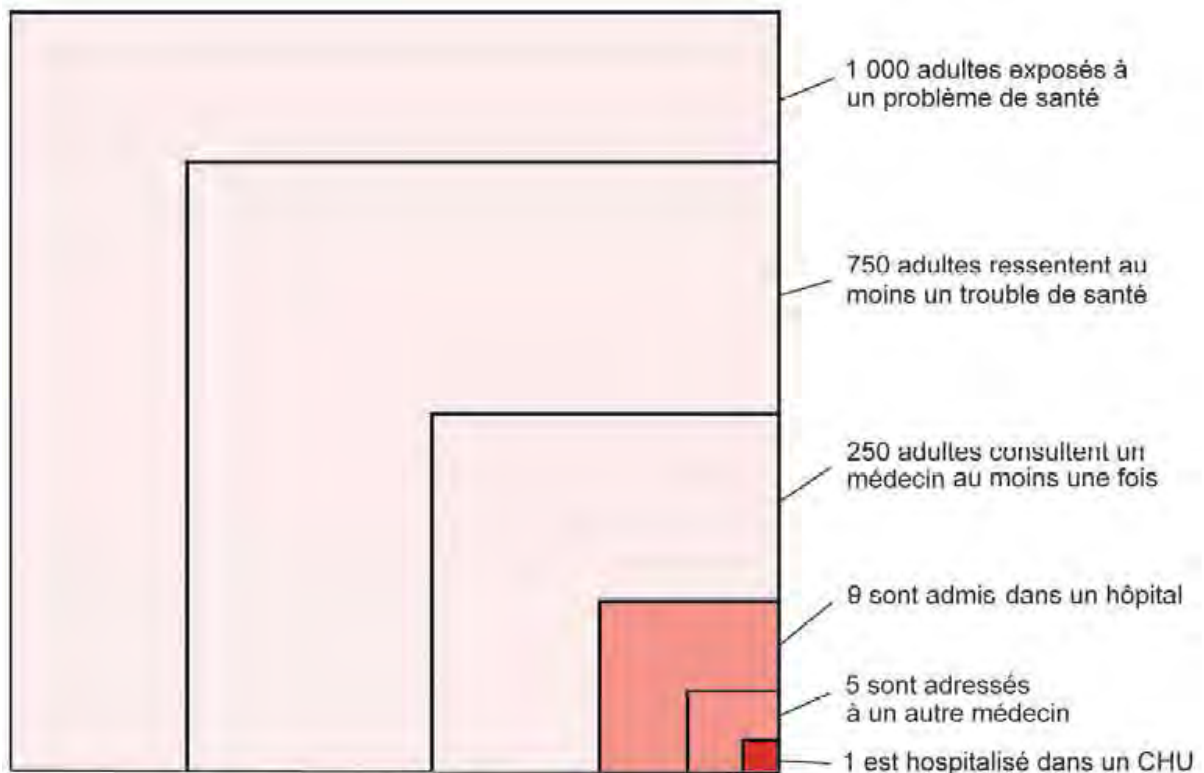 1 000 adultes exposés à
un problème de santé
750 adultes ressentent au
moins un trouble de santé
250 adultes consultent un
médecin au moins une fois
9 sont admis dans un hôpital
5 sont adressés
à un autre médecin
1 est hospitalisé dans un CHU